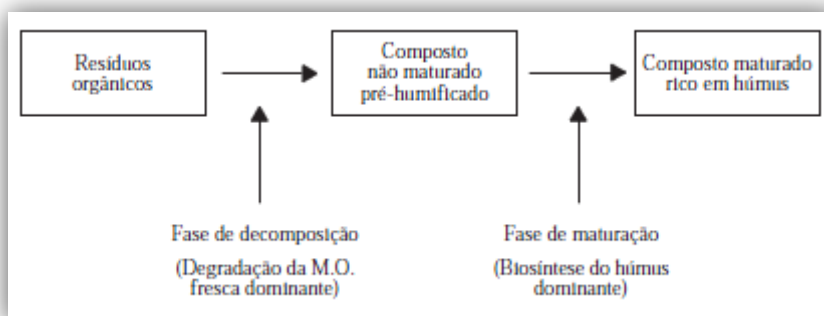 Resíduos
orgânicos
Composto
não maturado
pré-humificado
Composto maturado
rico em húmus
Fase de decomposição
(Degradação da M.O.
fresca dominante)
Fase de maturação
(Biosíntese do húmus
dominante)